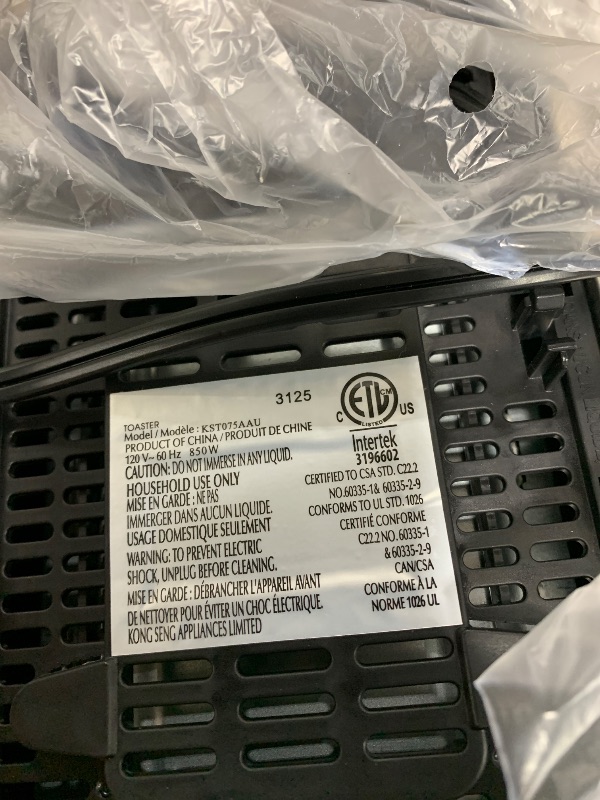 3125
TOASTER
Model / Modèle : KST075AAU
PRODUCT OF CHINA / PRODUIT DE CHINE
120 V~ 60 Hz 850 W
CAUTION: DO NOT IMMERSE IN ANY LIQUID.
HOUSEHOLD USE ONLY
MISE EN GARDE : NE PAS
IMMERGER DANS AUCUN LIQUIDE.
USAGE DOMESTIQUE SEULEMENT
WARNING: TO PREVENT ELECTRIC
SHOCK, UNPLUG BEFORE CLEANING.
MISE EN GARDE : DÉBRANCHER L'APPAREIL AVANT
DE NETTOYER POUR ÉVITER UN CHOC ÉLECTRIQUE.
KONG SENG APPLIANCES LIMITED
ETL CM
LISTED
C US
Intertek
3196602
CERTIFIED TO CSA STD. C22.2
NO.60335-1& 60335-2-9
CONFORMS TO UL STD. 1026
CERTIFIÉ CONFORME
C22.2 NO. 60335-1
& 60335-2-9
CAN/CSA
CONFORME À LA
NORME 1026 UL